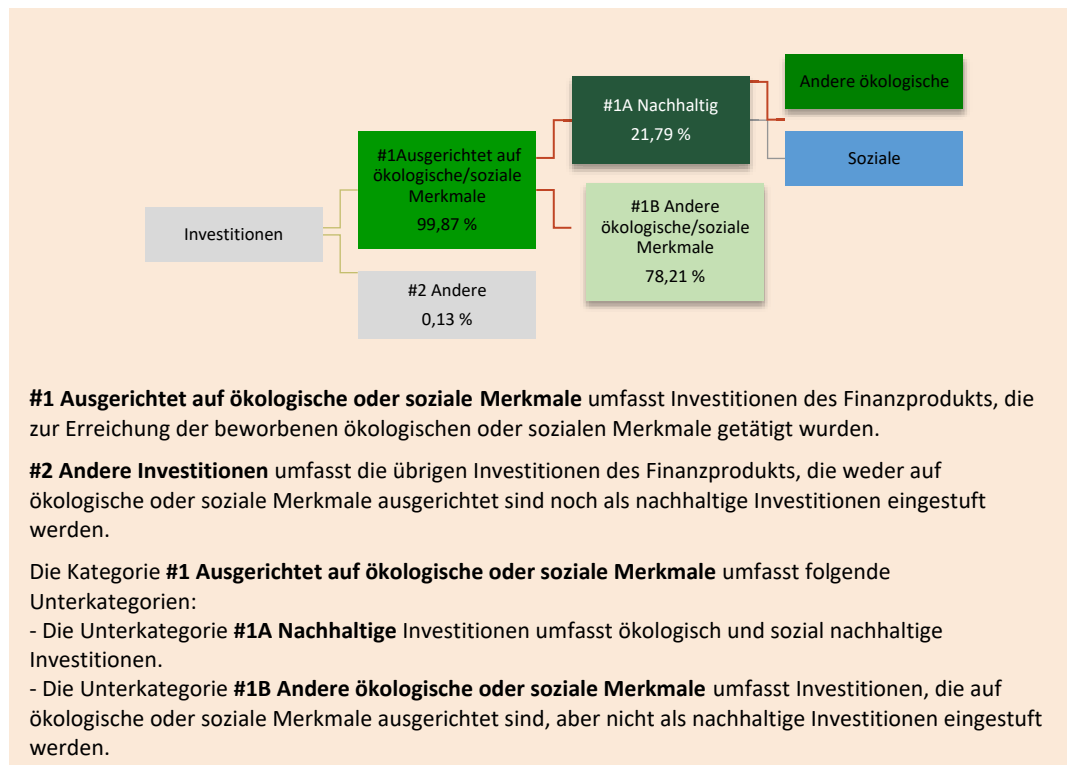 Investitionen
#1Ausgerichtet auf
ökologische/soziale
Merkmale
99,87 %
#2 Andere
0,13 %
#1A Nachhaltig
21,79 %
#1B Andere
ökologische/soziale
Merkmale
78,21 %
Andere ökologische
Soziale
#1 Ausgerichtet auf ökologische oder soziale Merkmale umfasst Investitionen des Finanzprodukts, die
zur Erreichung der beworbenen ökologischen oder sozialen Merkmale getätigt wurden.
#2 Andere Investitionen umfasst die übrigen Investitionen des Finanzprodukts, die weder auf
ökologische oder soziale Merkmale ausgerichtet sind noch als nachhaltige Investitionen eingestuft
werden.
Die Kategorie #1 Ausgerichtet auf ökologische oder soziale Merkmale umfasst folgende
Unterkategorien:
- Die Unterkategorie #1A Nachhaltige Investitionen umfasst ökologisch und sozial nachhaltige
Investitionen.
- Die Unterkategorie #1B Andere ökologische oder soziale Merkmale umfasst Investitionen, die auf
ökologische oder soziale Merkmale ausgerichtet sind, aber nicht als nachhaltige Investitionen eingestuft
werden.